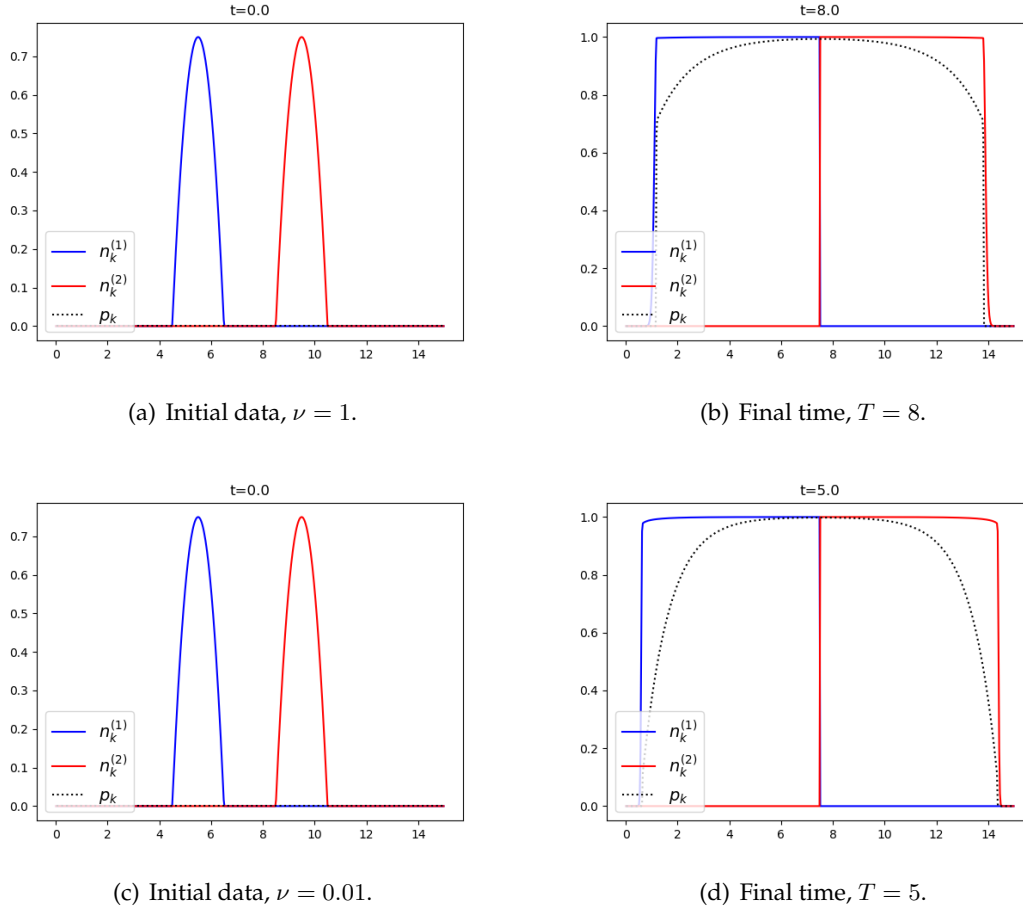 t=0.0
0.7
0.6
0.5
0.4
0.3
0.2
0.1
0.0
n_k^{(1)}
n_k^{(2)}
p_k
0 2 4 6 8 10 12 14
(a) Initial data, ν = 1.
t=8.0
1.0
0.8
0.6
0.4
0.2
0.0
n_k^{(1)}
n_k^{(2)}
p_k
0 2 4 6 8 10 12 14
(b) Final time, T = 8.
t=0.0
0.7
0.6
0.5
0.4
0.3
0.2
0.1
0.0
n_k^{(1)}
n_k^{(2)}
p_k
0 2 4 6 8 10 12 14
(c) Initial data, ν = 0.01.
t=5.0
1.0
0.8
0.6
0.4
0.2
0.0
n_k^{(1)}
n_k^{(2)}
p_k
0 2 4 6 8 10 12 14
(d) Final time, T = 5.